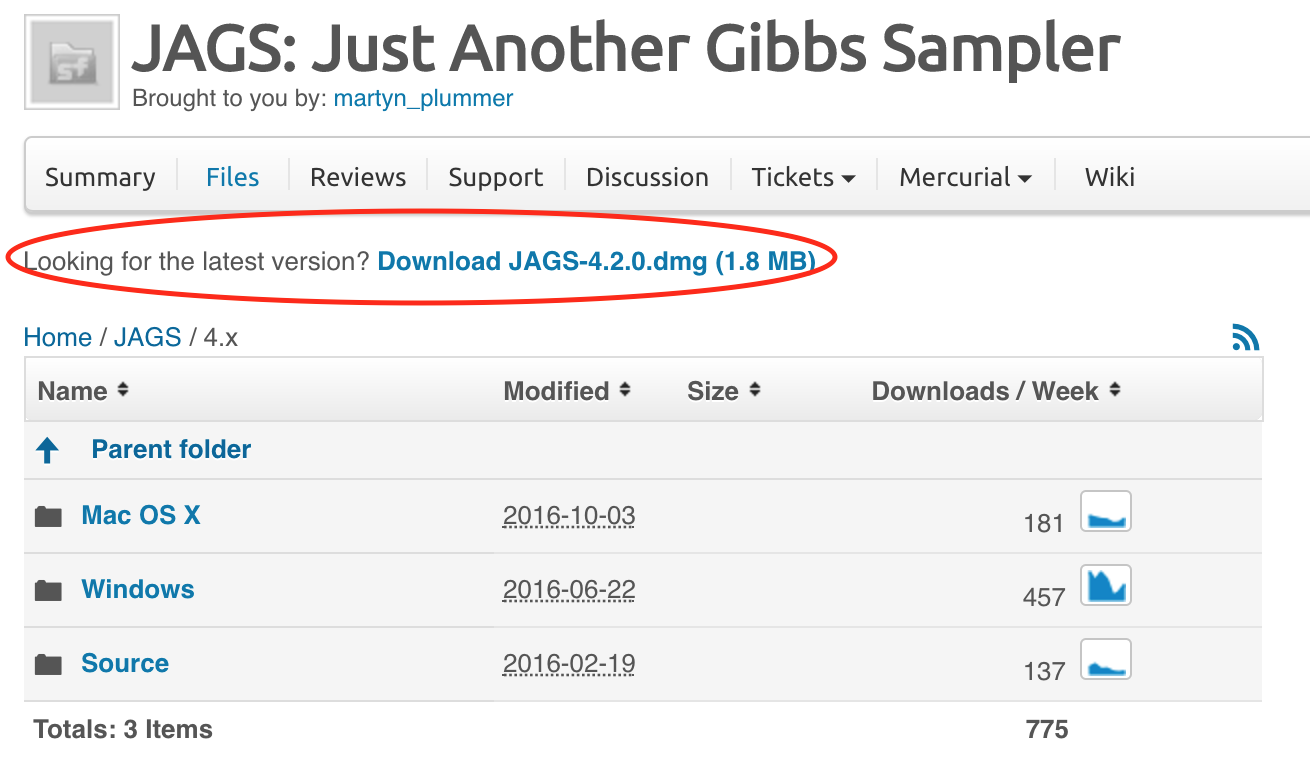 JAGS: Just Another Gibbs Sampler
sf
Brought to you by: martyn_plummer
Summary Files Reviews Support Discussion Tickets Mercurial Wiki
Looking for the latest version? Download JAGS-4.2.0.dmg (1.8 MB)
Home / JAGS / 4.x
Name Modified Size Downloads / Week
Parent folder
Mac OS X 2016-10-03 181
Windows 2016-06-22 457
Source 2016-02-19 137
Totals: 3 Items 775